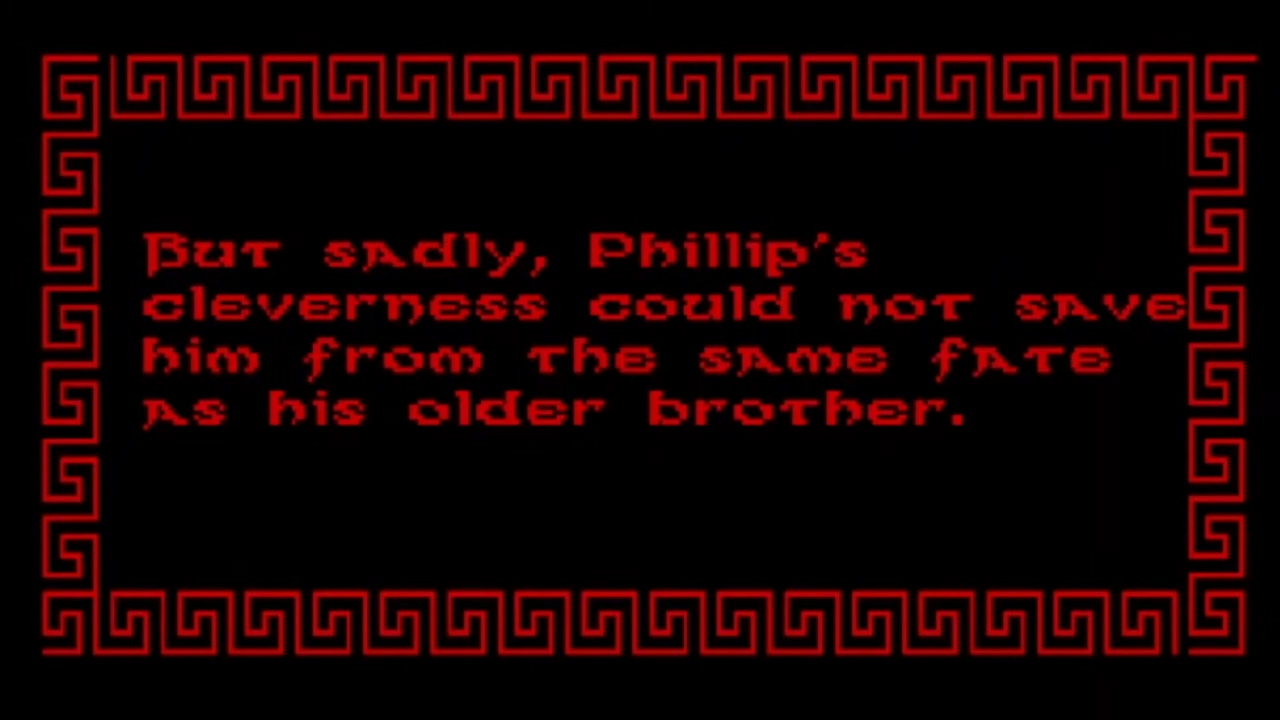 But sadly, Phillip's
cleverness could not save
him from the same fate
as his older brother.